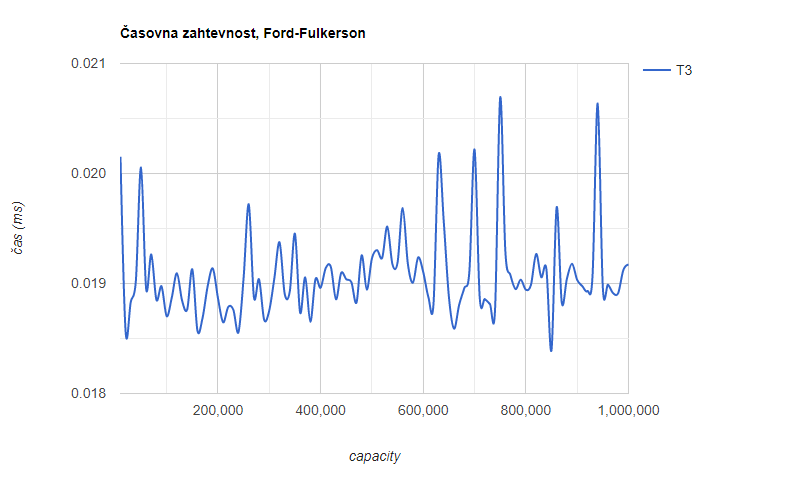 Časovna zahtevnost, Ford-Fulkerson
0.021
T3
0.020
čas (ms)
0.019
0.018
200,000 400,000 600,000 800,000 1,000,000
capacity